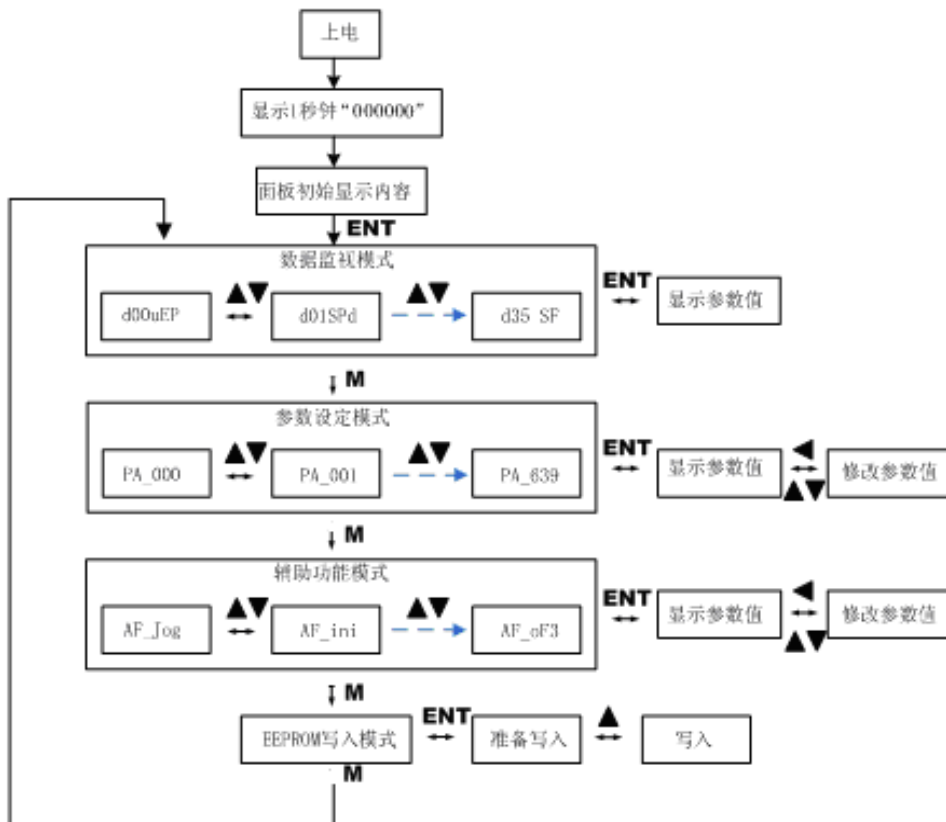 上电
显示1秒钟“000000”
面板初始显示内容
ENT
数据监视模式
d00uEP
d01SPd
d35 SF
ENT
显示参数值
M
参数设定模式
PA_000
PA_001
PA_639
ENT
显示参数值
修改参数值
M
辅助功能模式
AF_Jog
AF_ini
AF_oF3
ENT
显示参数值
修改参数值
M
EEPROM写入模式
ENT
准备写入
写入
M